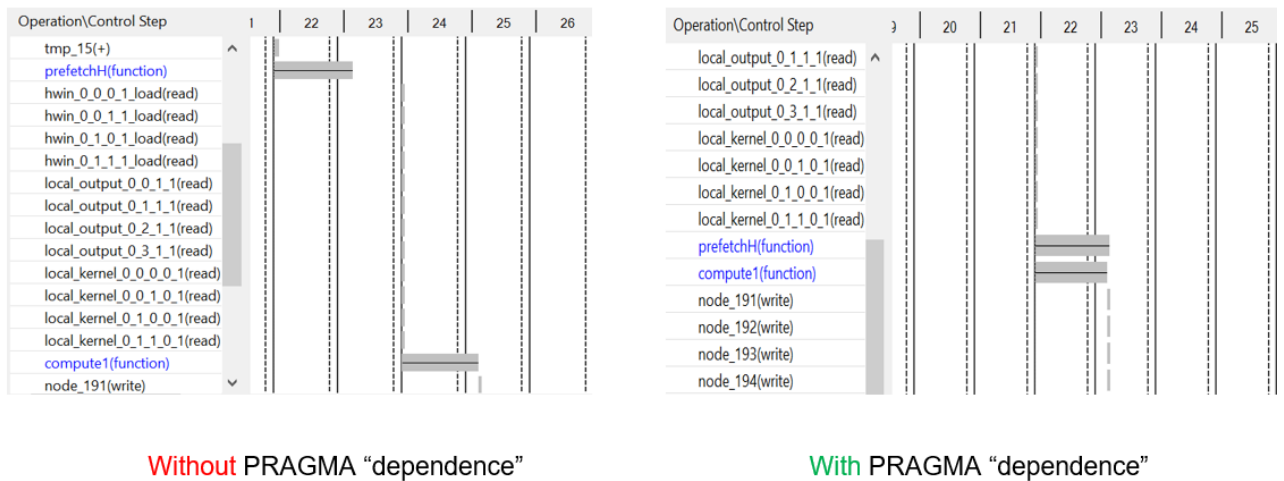 Operation\Control Step 1 22 23 24 25 26
tmp_15(+)
prefetchH(function)
hwin_0_0_0_1_load(read)
hwin_0_0_1_1_load(read)
hwin_0_1_0_1_load(read)
hwin_0_1_1_1_load(read)
local_output_0_0_1_1(read)
local_output_0_1_1_1(read)
local_output_0_2_1_1(read)
local_output_0_3_1_1(read)
local_kernel_0_0_0_0_1(read)
local_kernel_0_0_1_0_1(read)
local_kernel_0_1_0_0_1(read)
local_kernel_0_1_1_0_1(read)
compute1(function)
node_191(write)
Without PRAGMA “dependence”
Operation\Control Step 20 21 22 23 24 25
local_output_0_1_1_1(read)
local_output_0_2_1_1(read)
local_output_0_3_1_1(read)
local_kernel_0_0_0_0_1(read)
local_kernel_0_0_1_0_1(read)
local_kernel_0_1_0_0_1(read)
local_kernel_0_1_1_0_1(read)
prefetchH(function)
compute1(function)
node_191(write)
node_192(write)
node_193(write)
node_194(write)
With PRAGMA “dependence”